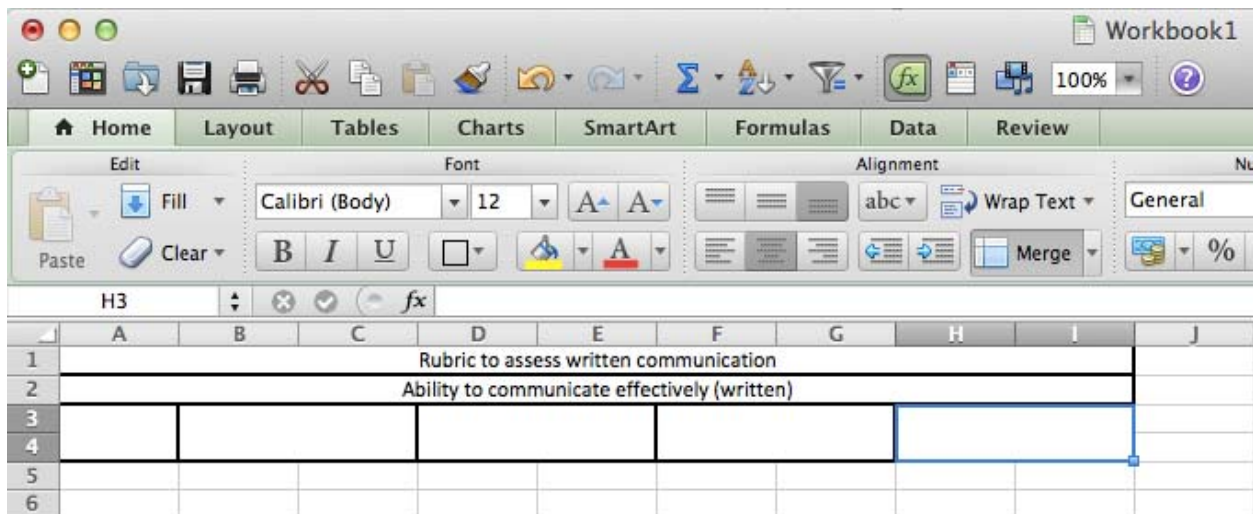 Workbook1
100%
Home Layout Tables Charts SmartArt Formulas Data Review
Edit Font Alignment Nu
Fill Calibri (Body) 12 A A abc Wrap Text General
Paste Clear B I U A Merge %
H3 fx
A B C D E F G H I J
1 Rubric to assess written communication
2 Ability to communicate effectively (written)
3
4
5
6